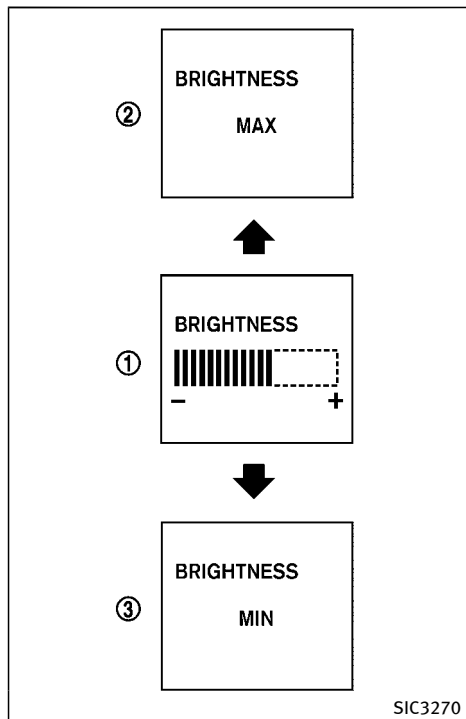 ②
BRIGHTNESS
MAX
①
BRIGHTNESS
− +
③
BRIGHTNESS
MIN
SIC3270